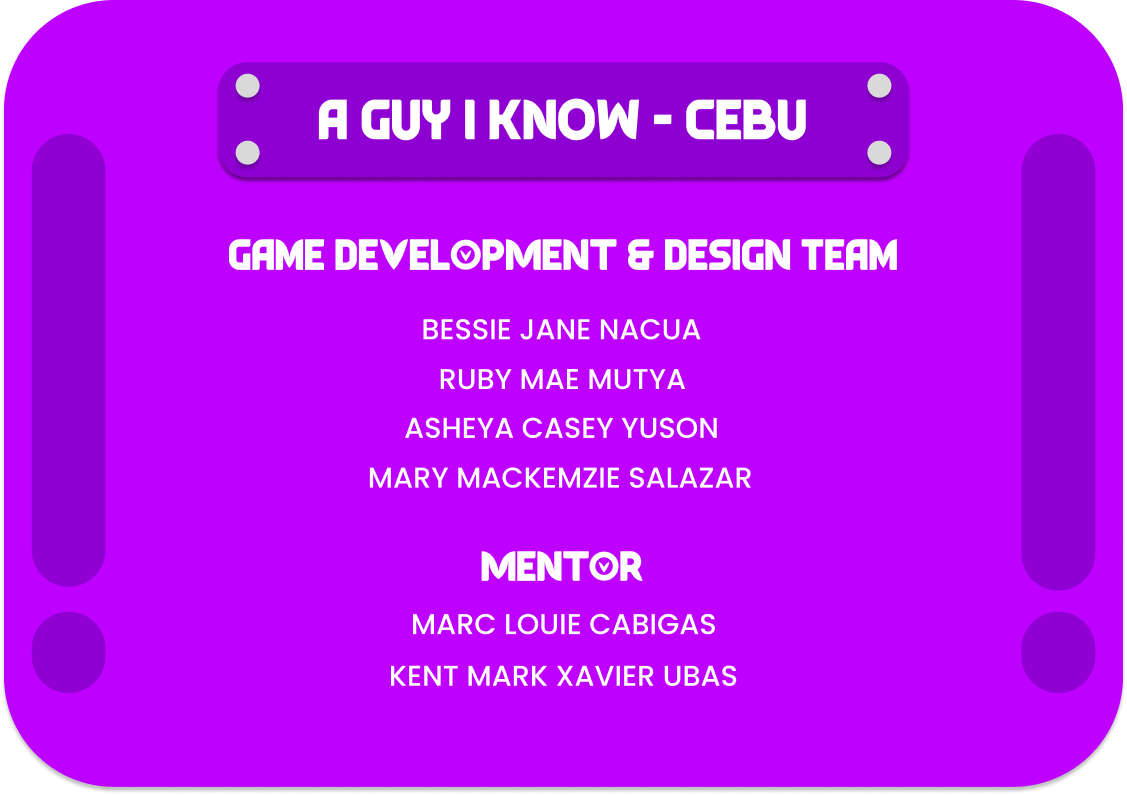 A GUY I KNOW - CEBU
GAME DEVELOPMENT & DESIGN TEAM
BESSIE JANE NACUA
RUBY MAE MUTYA
ASHEYA CASEY YUSON
MARY MACKEMZIE SALAZAR
MENTOR
MARC LOUIE CABIGAS
KENT MARK XAVIER UBAS